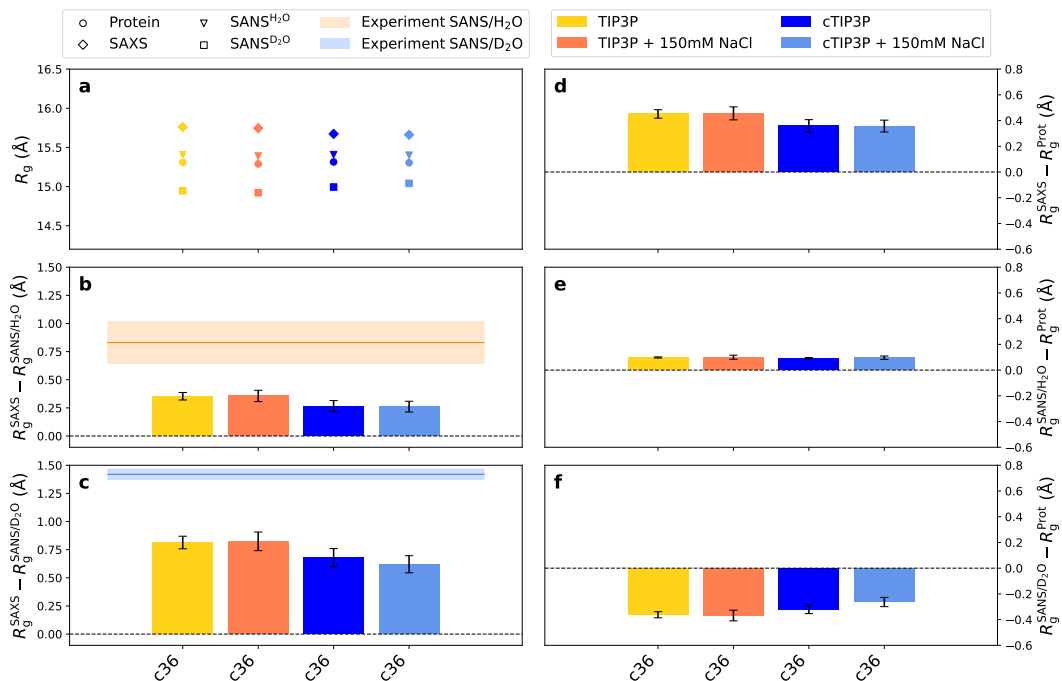 Protein
SAXS
SANS^H₂O
SANS^D₂O
Experiment SANS/H₂O
Experiment SANS/D₂O
TIP3P
TIP3P + 150mM NaCl
cTIP3P
cTIP3P + 150mM NaCl
a
R_g (Å)
16.5
16.0
15.5
15.0
14.5
d
R_g^SAXS − R_g^Prot (Å)
0.8
0.6
0.4
0.2
0.0
−0.2
−0.4
−0.6
b
R_g^SAXS − R_g^SANS/H₂O (Å)
1.50
1.25
1.00
0.75
0.50
0.25
0.00
e
R_g^SANS/H₂O − R_g^Prot (Å)
0.8
0.6
0.4
0.2
0.0
−0.2
−0.4
−0.6
c
R_g^SAXS − R_g^SANS/D₂O (Å)
1.50
1.25
1.00
0.75
0.50
0.25
0.00
c36 c36 c36 c36
f
R_g^SANS/D₂O − R_g^Prot (Å)
0.8
0.6
0.4
0.2
0.0
−0.2
−0.4
−0.6
c36 c36 c36 c36